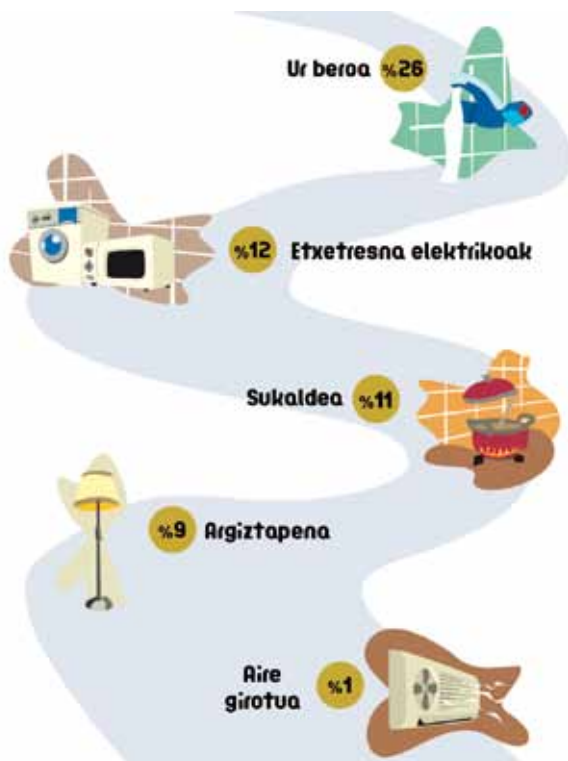 Ur beroa %26
%12 Etxetresna elektrikoak
Sukaldea %11
%9 Argiztapena
Aire
girotua %1